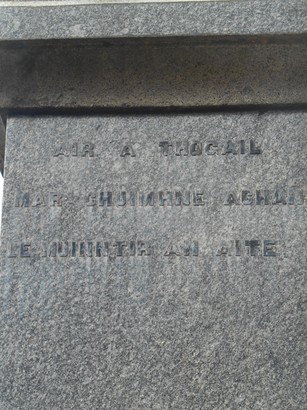 AIR A THOGAIL
MAR CHUIMHNE
LE MUINNTIR AN AITE.